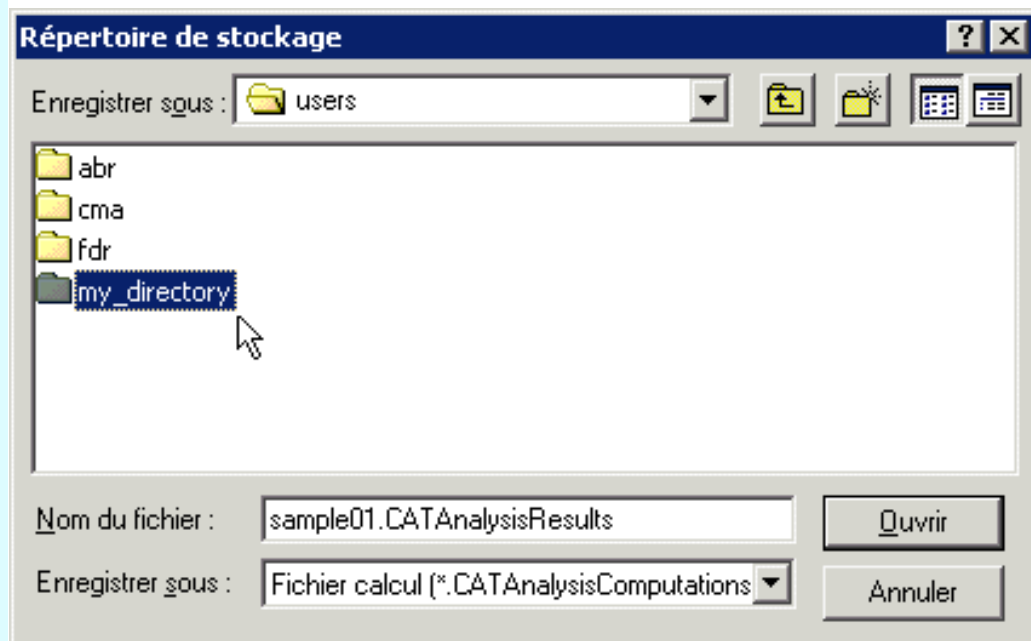 Répertoire de stockage
Enregistrer sous : users
abr
cma
fdr
my_directory
Nom du fichier : sample01.CATAnalysisResults Ouvrir
Enregistrer sous : Fichier calcul (*.CATAnalysisComputations Annuler